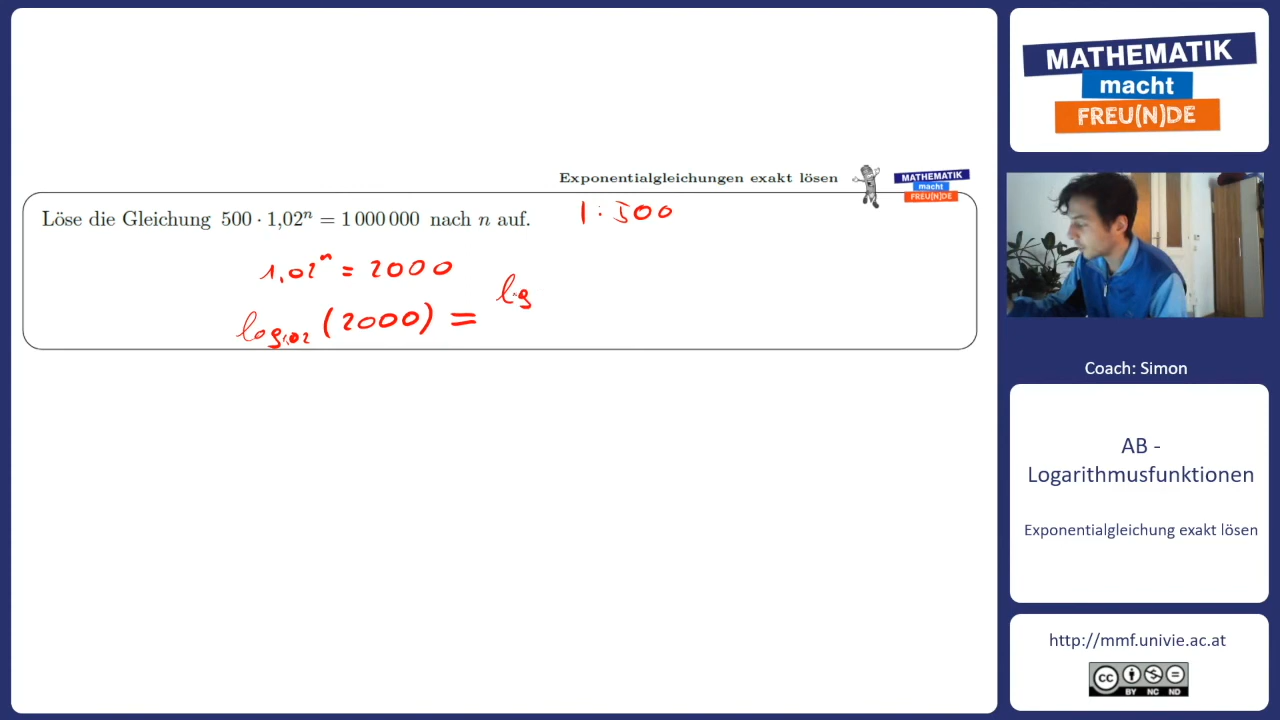 Exponentialgleichungen exakt lösen
MATHEMATIK
macht
FREU(N)DE
Löse die Gleichung 500 · 1,02ⁿ = 1 000 000 nach n auf.
| : 500
1,02ⁿ = 2000
log₁,₀₂ (2000) =
lg
MATHEMATIK
macht
FREU(N)DE
Coach: Simon
AB -
Logarithmusfunktionen
Exponentialgleichung exakt lösen
http://mmf.univie.ac.at
CC
BY NC ND